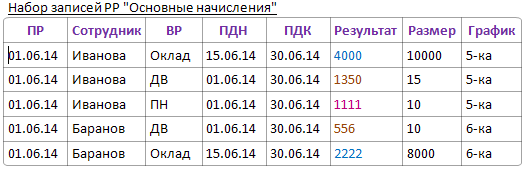 Набор записей РР "Основные начисления"
ПР Сотрудник ВР ПДН ПДК Результат Размер График
01.06.14 Иванова Оклад 15.06.14 30.06.14 4000 10000 5-ка
01.06.14 Иванова ДВ 01.06.14 30.06.14 1350 15 5-ка
01.06.14 Иванова ПН 01.06.14 30.06.14 1111 10 5-ка
01.06.14 Баранов ДВ 01.06.14 30.06.14 556 10 6-ка
01.06.14 Баранов Оклад 15.06.14 30.06.14 2222 8000 6-ка